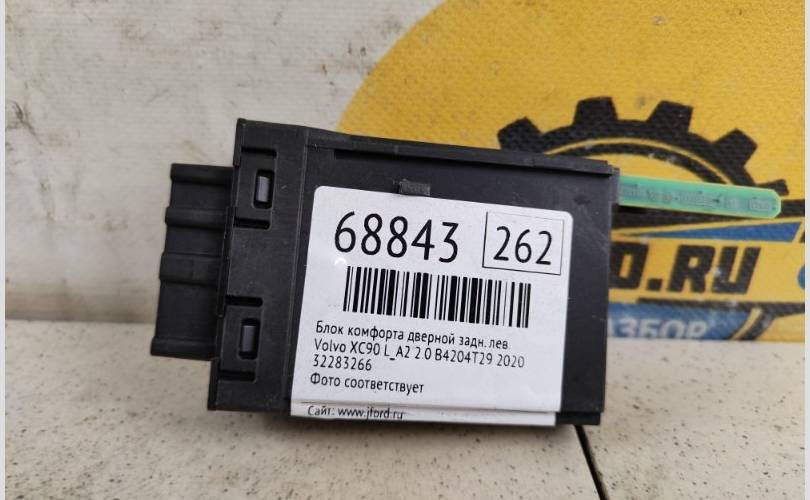 68843 262
Блок комфорта дверной задн. лев.
Volvo XC90 L_A2 2.0 B4204T29 2020
32283266
Фото соответствует
Сайт: www.jford.ru
D.RU
РАЗБОР